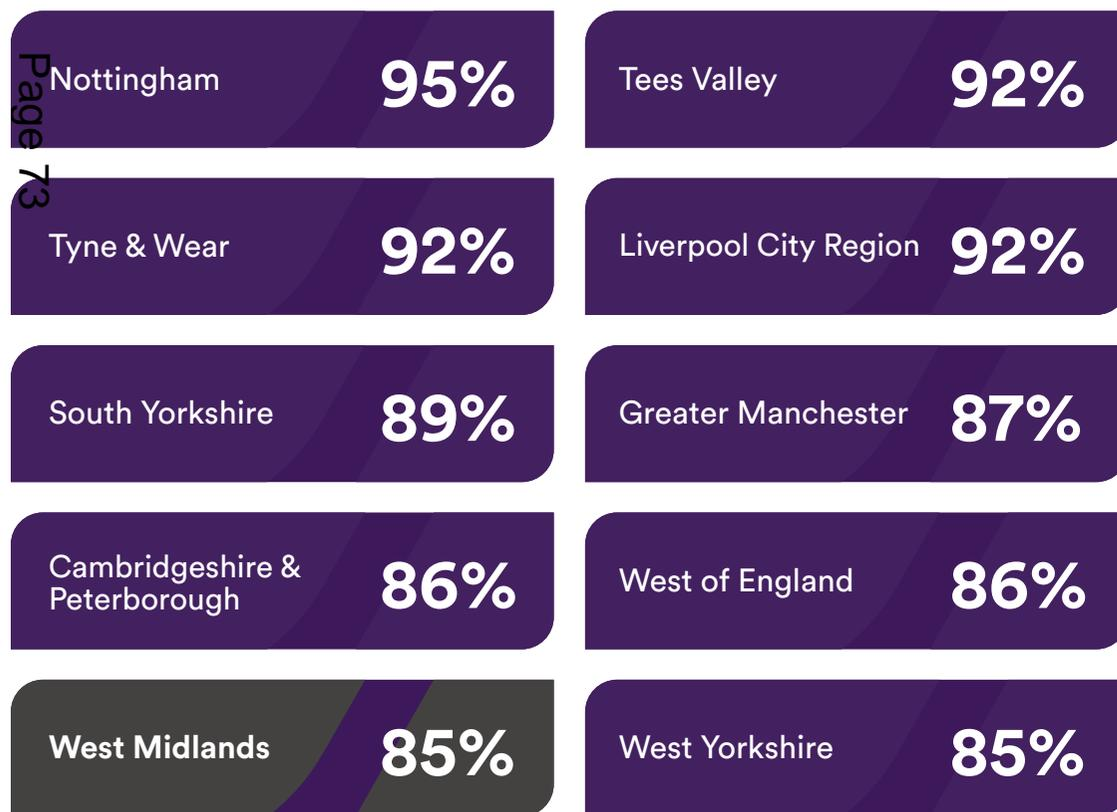 Page 73
Nottingham 95%
Tees Valley 92%
Tyne & Wear 92%
Liverpool City Region 92%
South Yorkshire 89%
Greater Manchester 87%
Cambridgeshire &
Peterborough 86%
West of England 86%
West Midlands 85%
West Yorkshire 85%